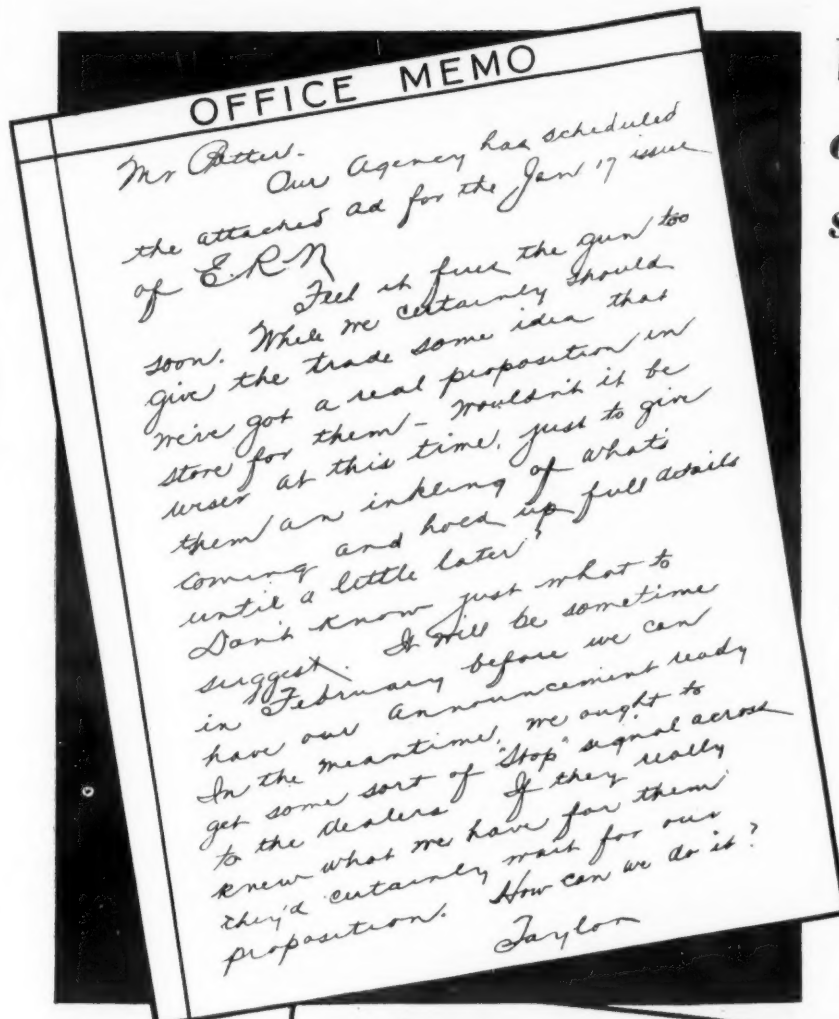 OFFICE MEMO
Mr Potter.
Our Agency has scheduled
the attached ad for the Jan 17 issue
of E.R.N
Feel it fires the gun too
soon. While we certainly should
give the trade some idea that
we've got a real proposition in
store for them – wouldn't it be
wiser at this time, just to give
them an inkling of what's
coming and hold up full details
until a little later?
Don't know just what to
suggest. It will be sometime
in February before we can
have our announcement ready
In the meantime, we ought to
get some sort of "Stop" signal across
to the dealers If they really
knew what we have for them
they'd certainly wait for our
proposition. How can we do it?
Taylor